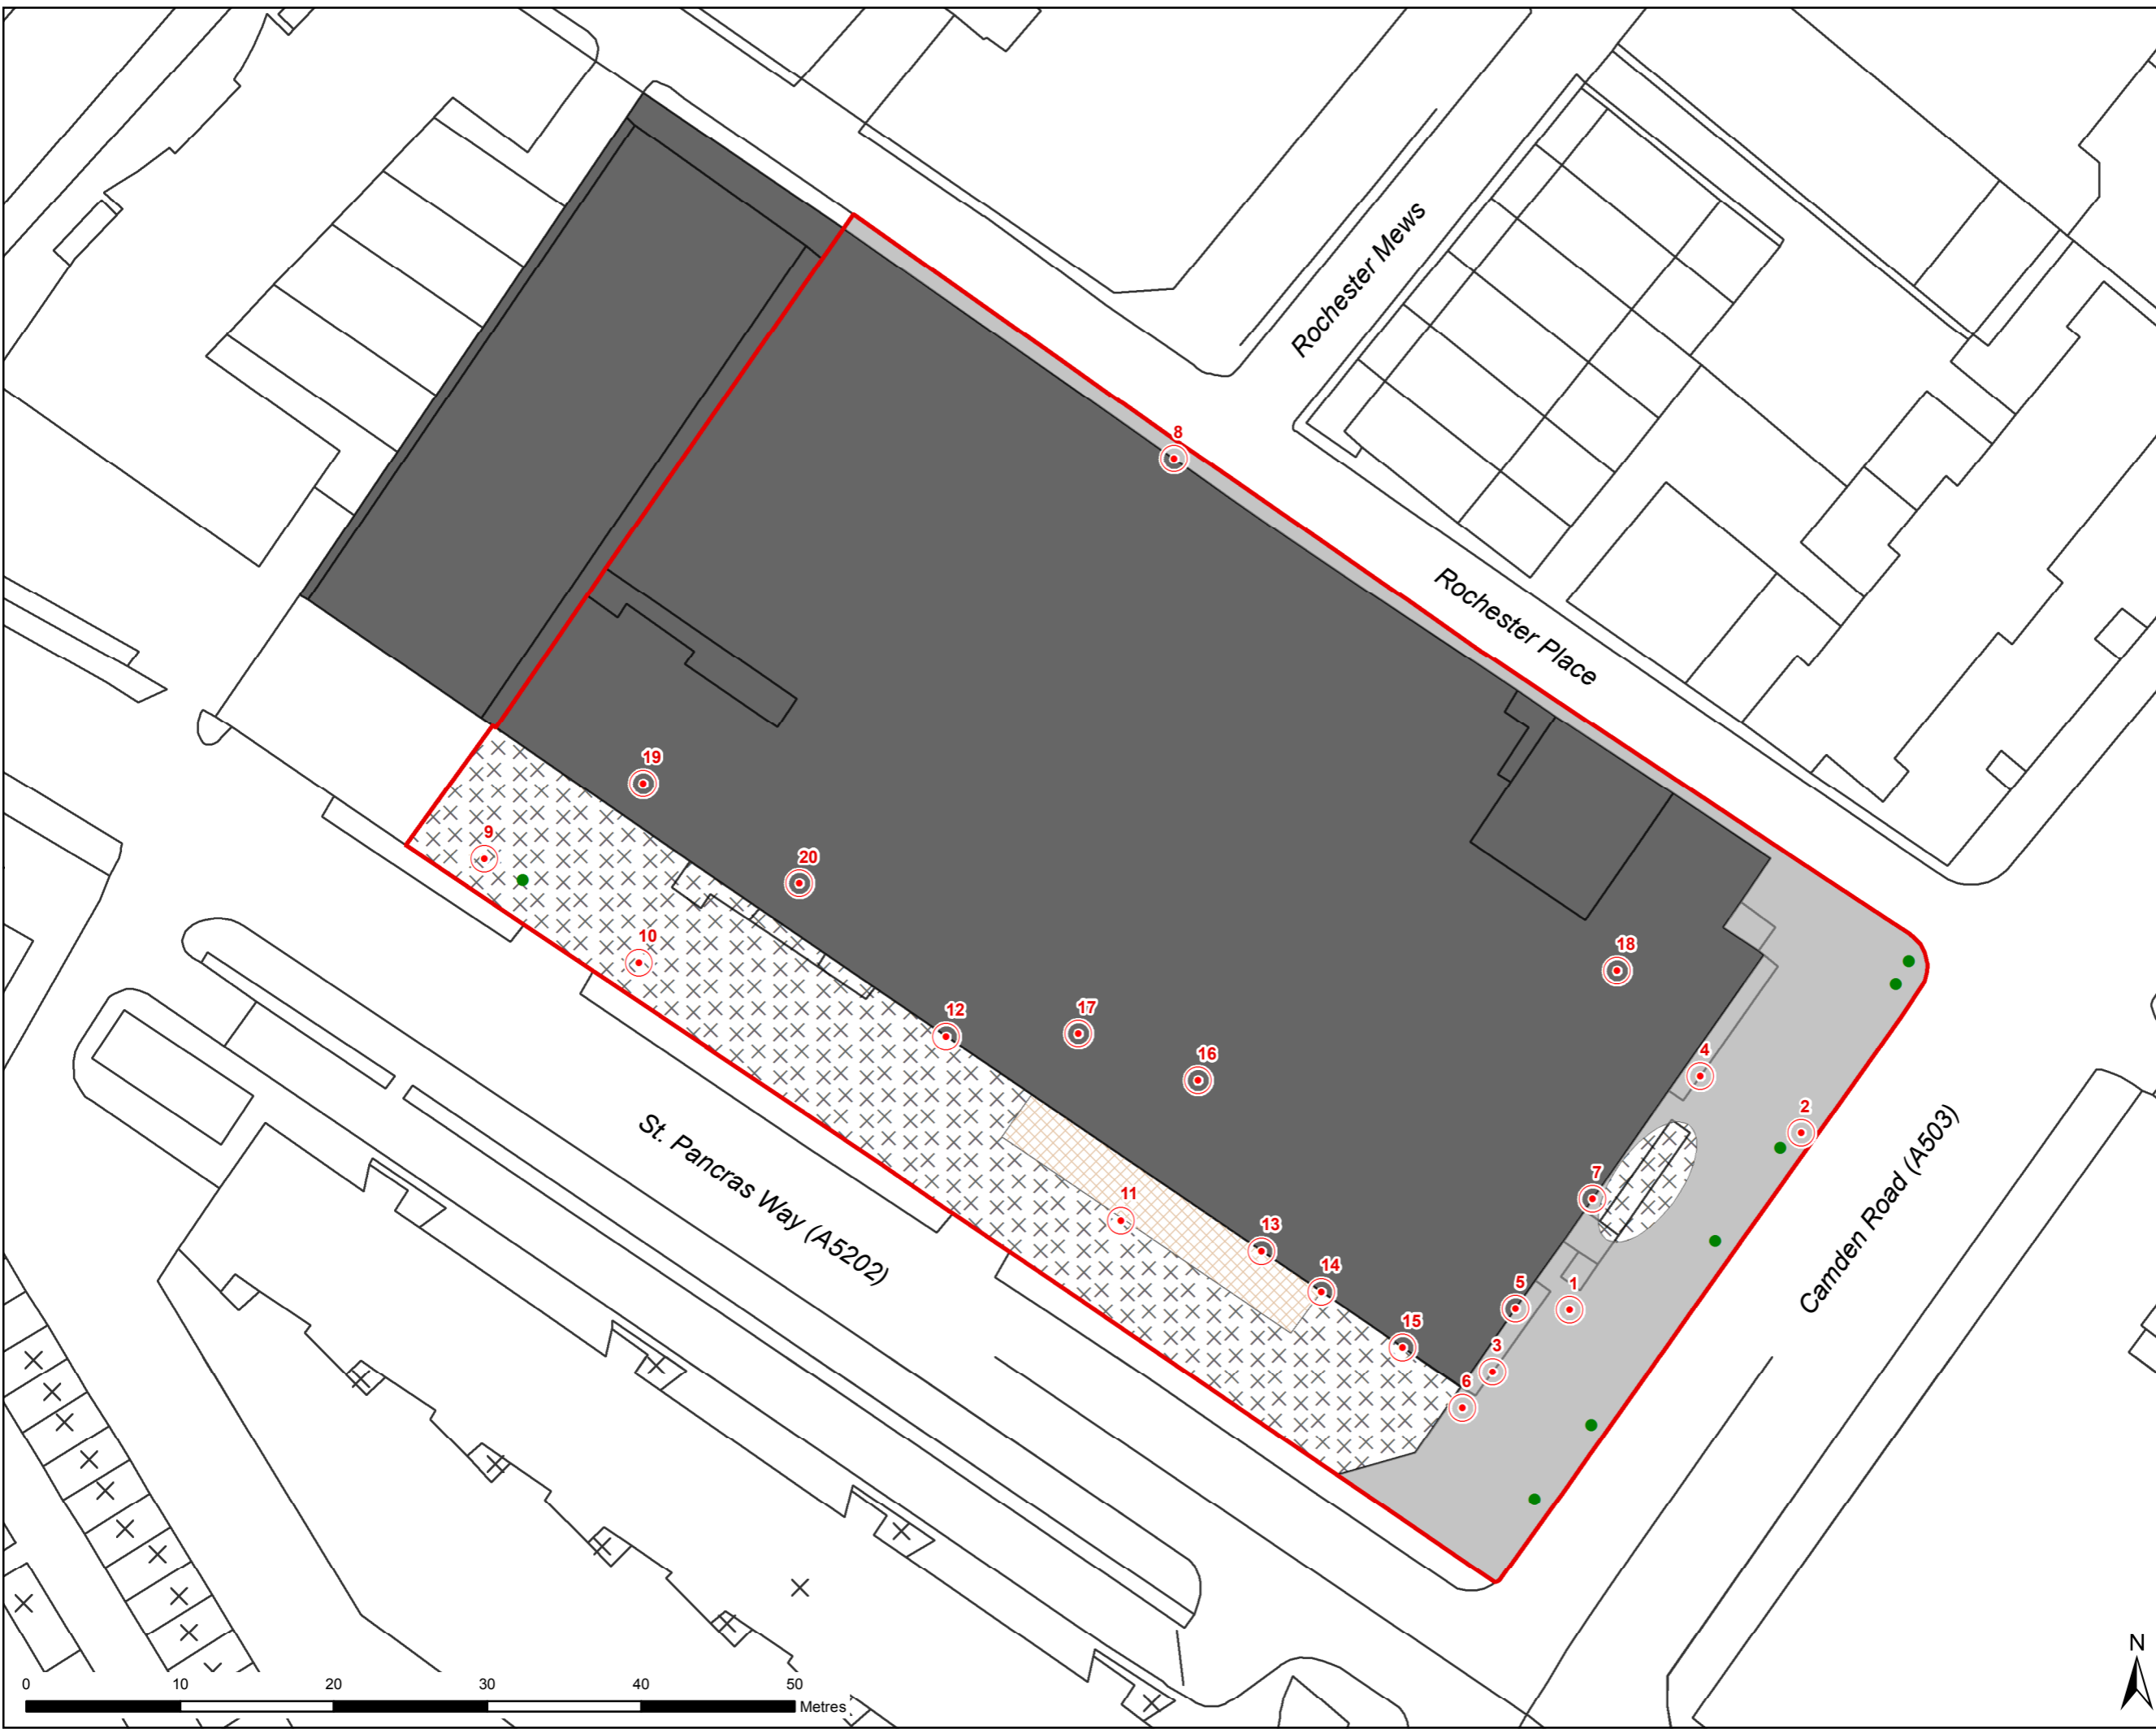 Rochester Mews
8
Rochester Place
19
9
20
10
18
12
17
16
4
2
St. Pancras Way (A5202)
Camden Road (A503)
7
11
13
14
5
1
15
3
6
N
0 10 20 30 40 50
Metres